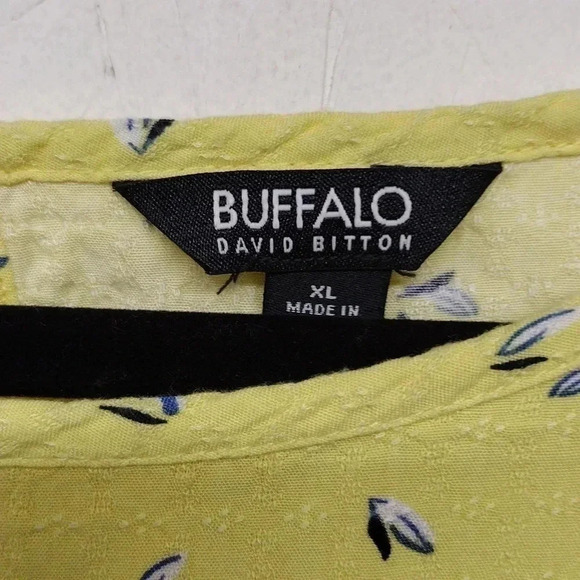 BUFFALO
DAVID BITTON
XL
MADE IN